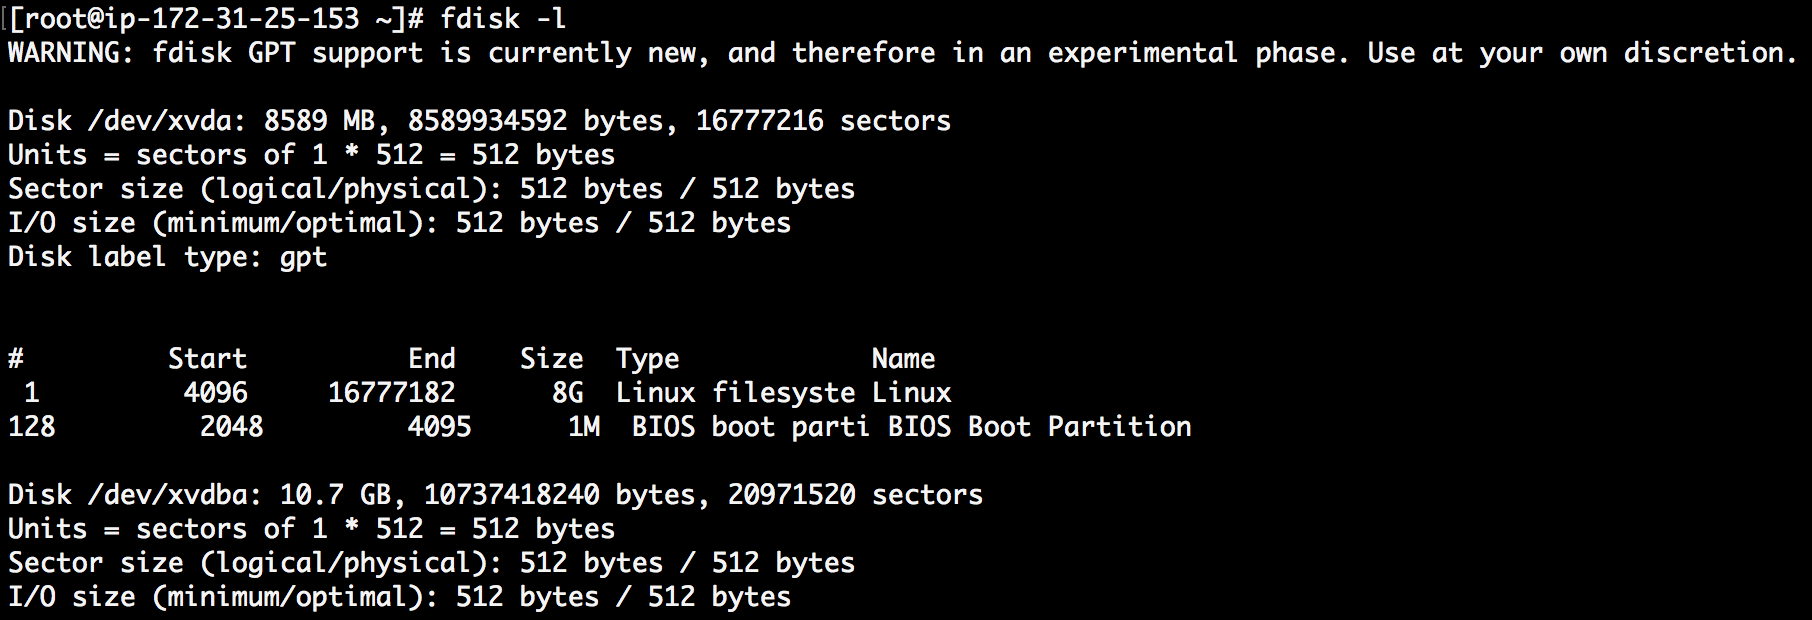 [[root@ip-172-31-25-153 ~]# fdisk -l
WARNING: fdisk GPT support is currently new, and therefore in an experimental phase. Use at your own discretion.
Disk /dev/xvda: 8589 MB, 8589934592 bytes, 16777216 sectors
Units = sectors of 1 * 512 = 512 bytes
Sector size (logical/physical): 512 bytes / 512 bytes
I/O size (minimum/optimal): 512 bytes / 512 bytes
Disk label type: gpt
#         Start          End    Size  Type            Name
 1         4096     16777182      8G  Linux filesyste Linux
128         2048         4095      1M  BIOS boot parti BIOS Boot Partition
Disk /dev/xvdba: 10.7 GB, 10737418240 bytes, 20971520 sectors
Units = sectors of 1 * 512 = 512 bytes
Sector size (logical/physical): 512 bytes / 512 bytes
I/O size (minimum/optimal): 512 bytes / 512 bytes